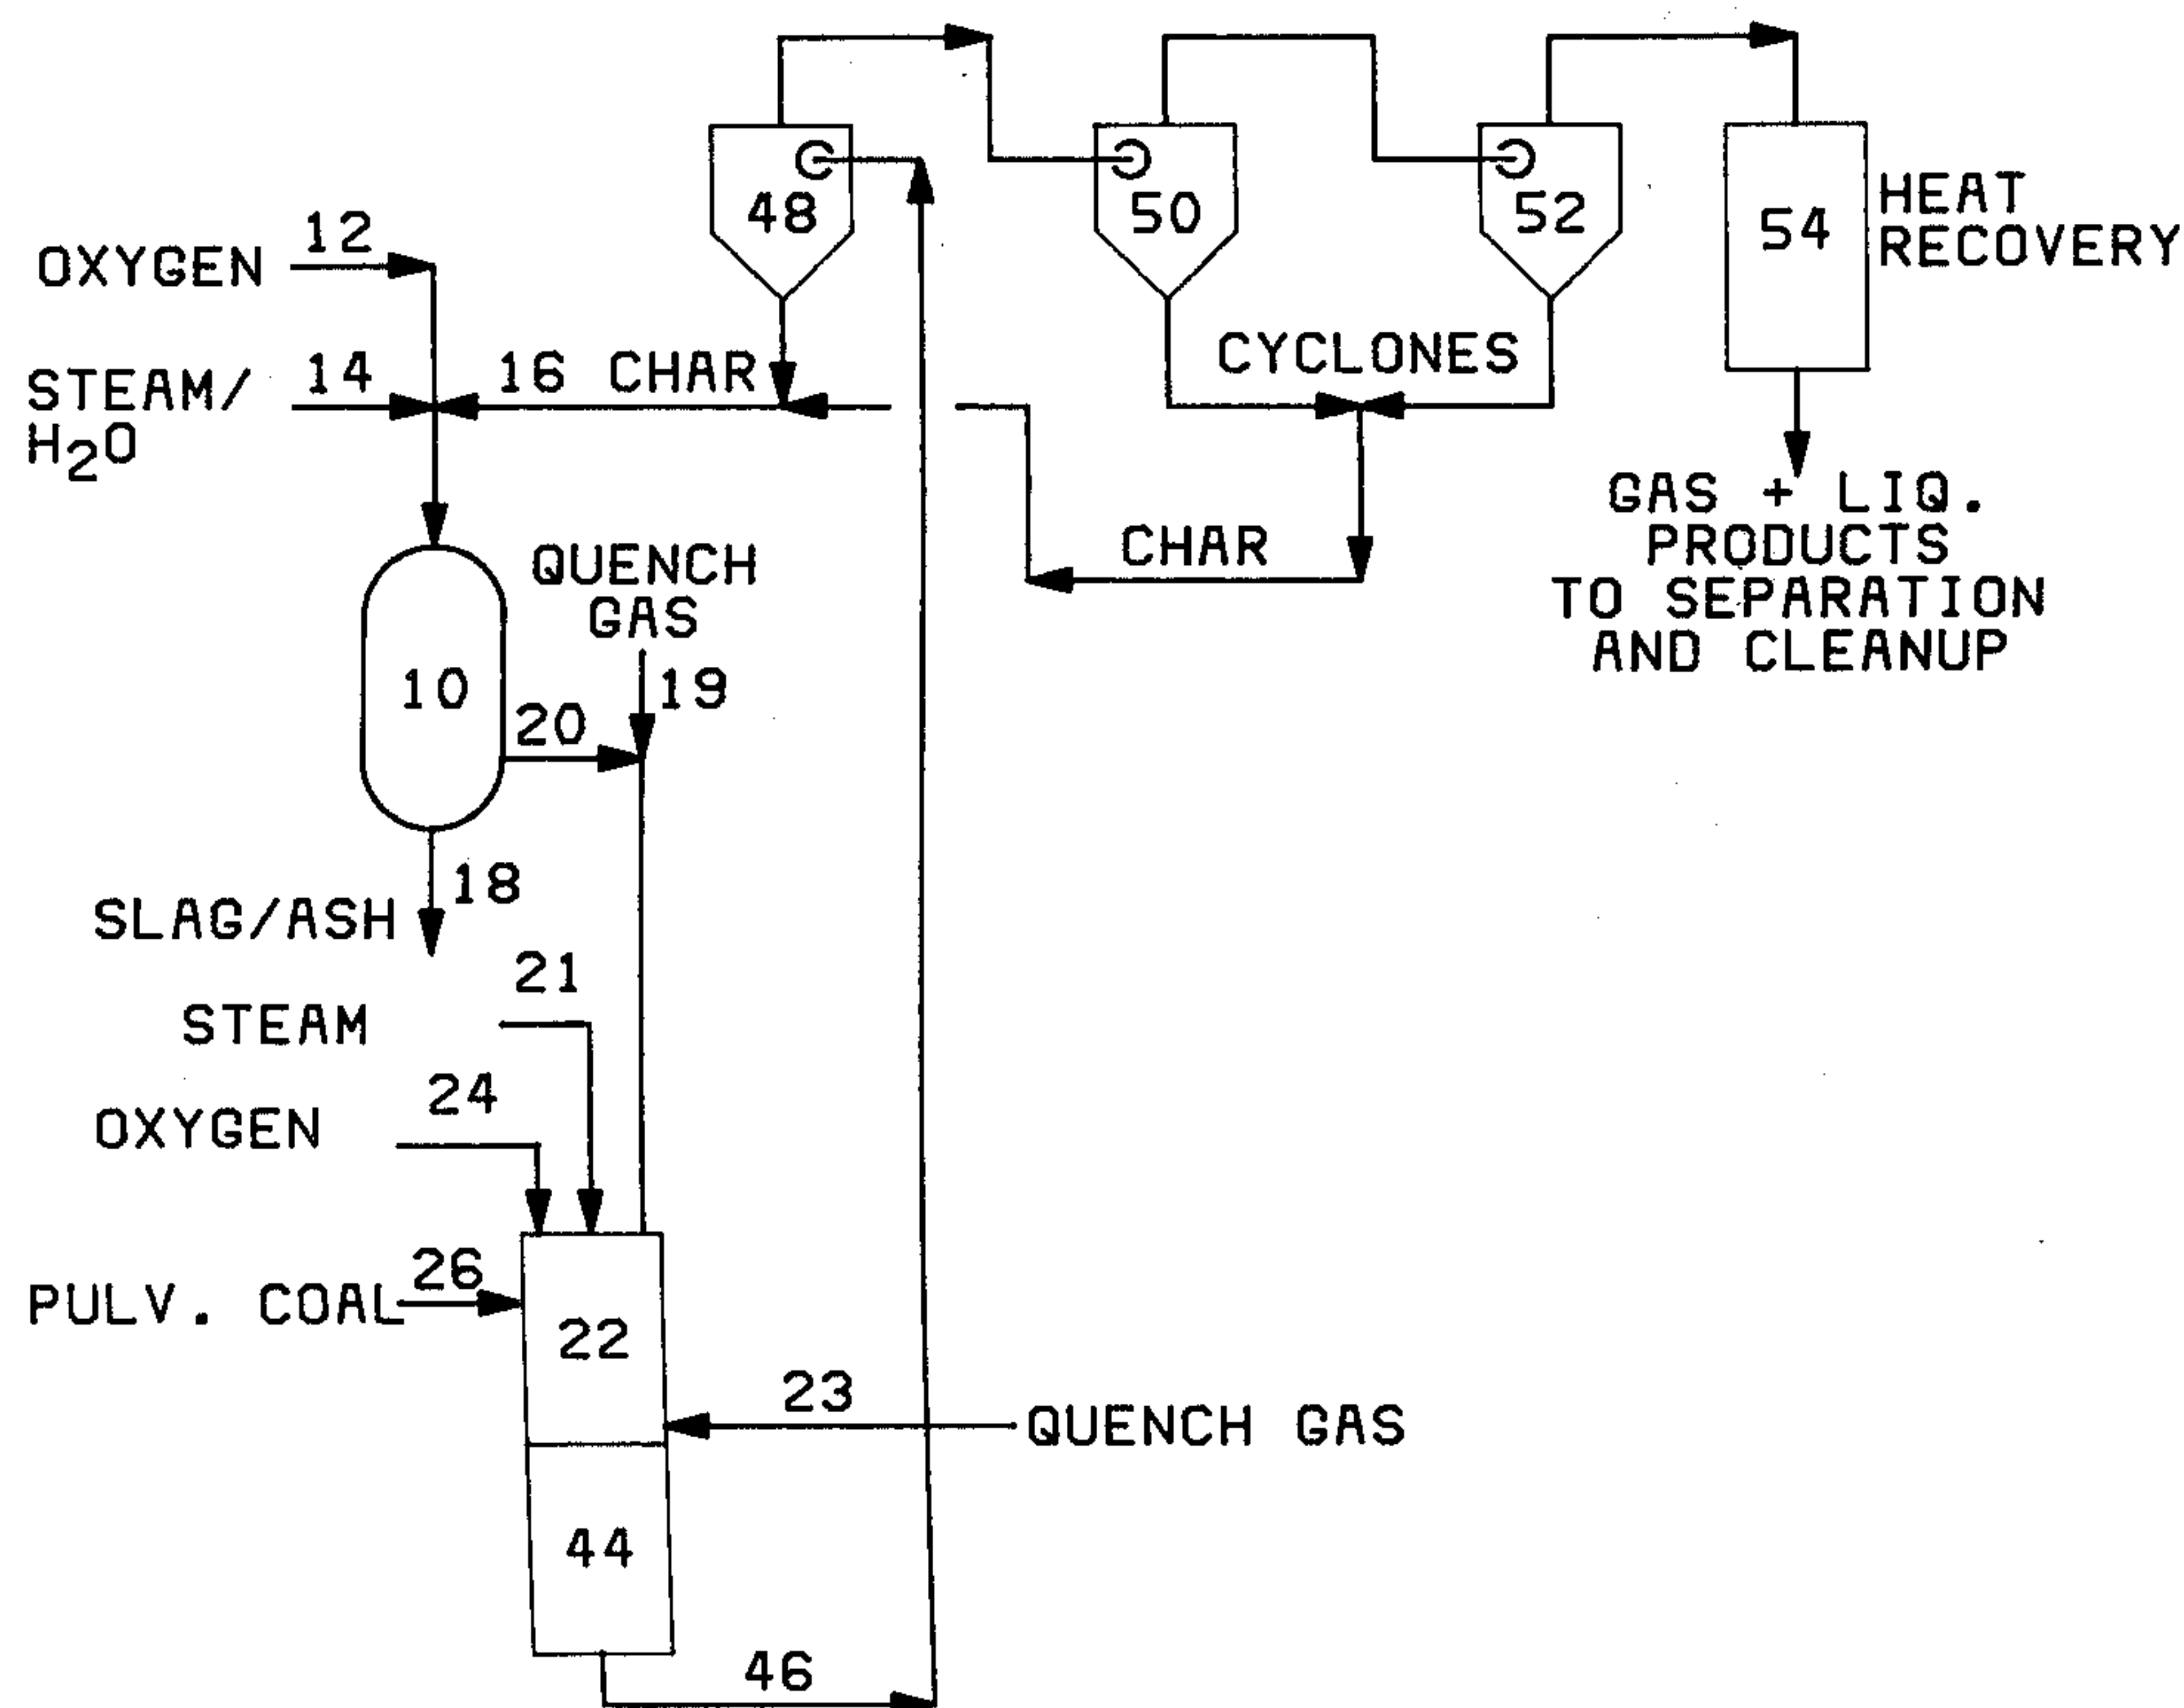 48
50
52
54
HEAT
RECOVERY
12
OXYGEN
14
STEAM/
H2O
16 CHAR
CYCLONES
CHAR
GAS + LIQ.
PRODUCTS
TO SEPARATION
AND CLEANUP
QUENCH
GAS
19
10
20
18
SLAG/ASH
21
STEAM
24
OXYGEN
26
PULV. COAL
22
23
QUENCH GAS
44
46